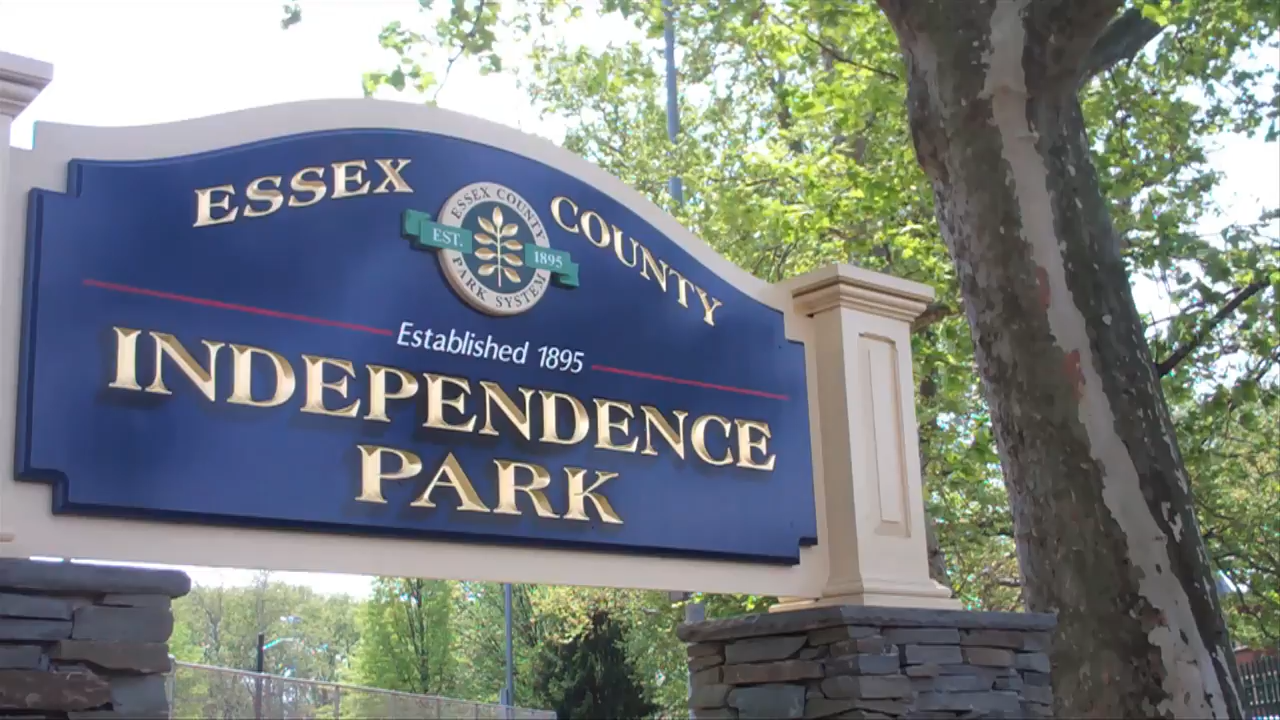 ESSEX COUNTY
ESSEX COUNTY
EST. 1895
PARK SYSTEM
Established 1895
INDEPENDENCE
PARK